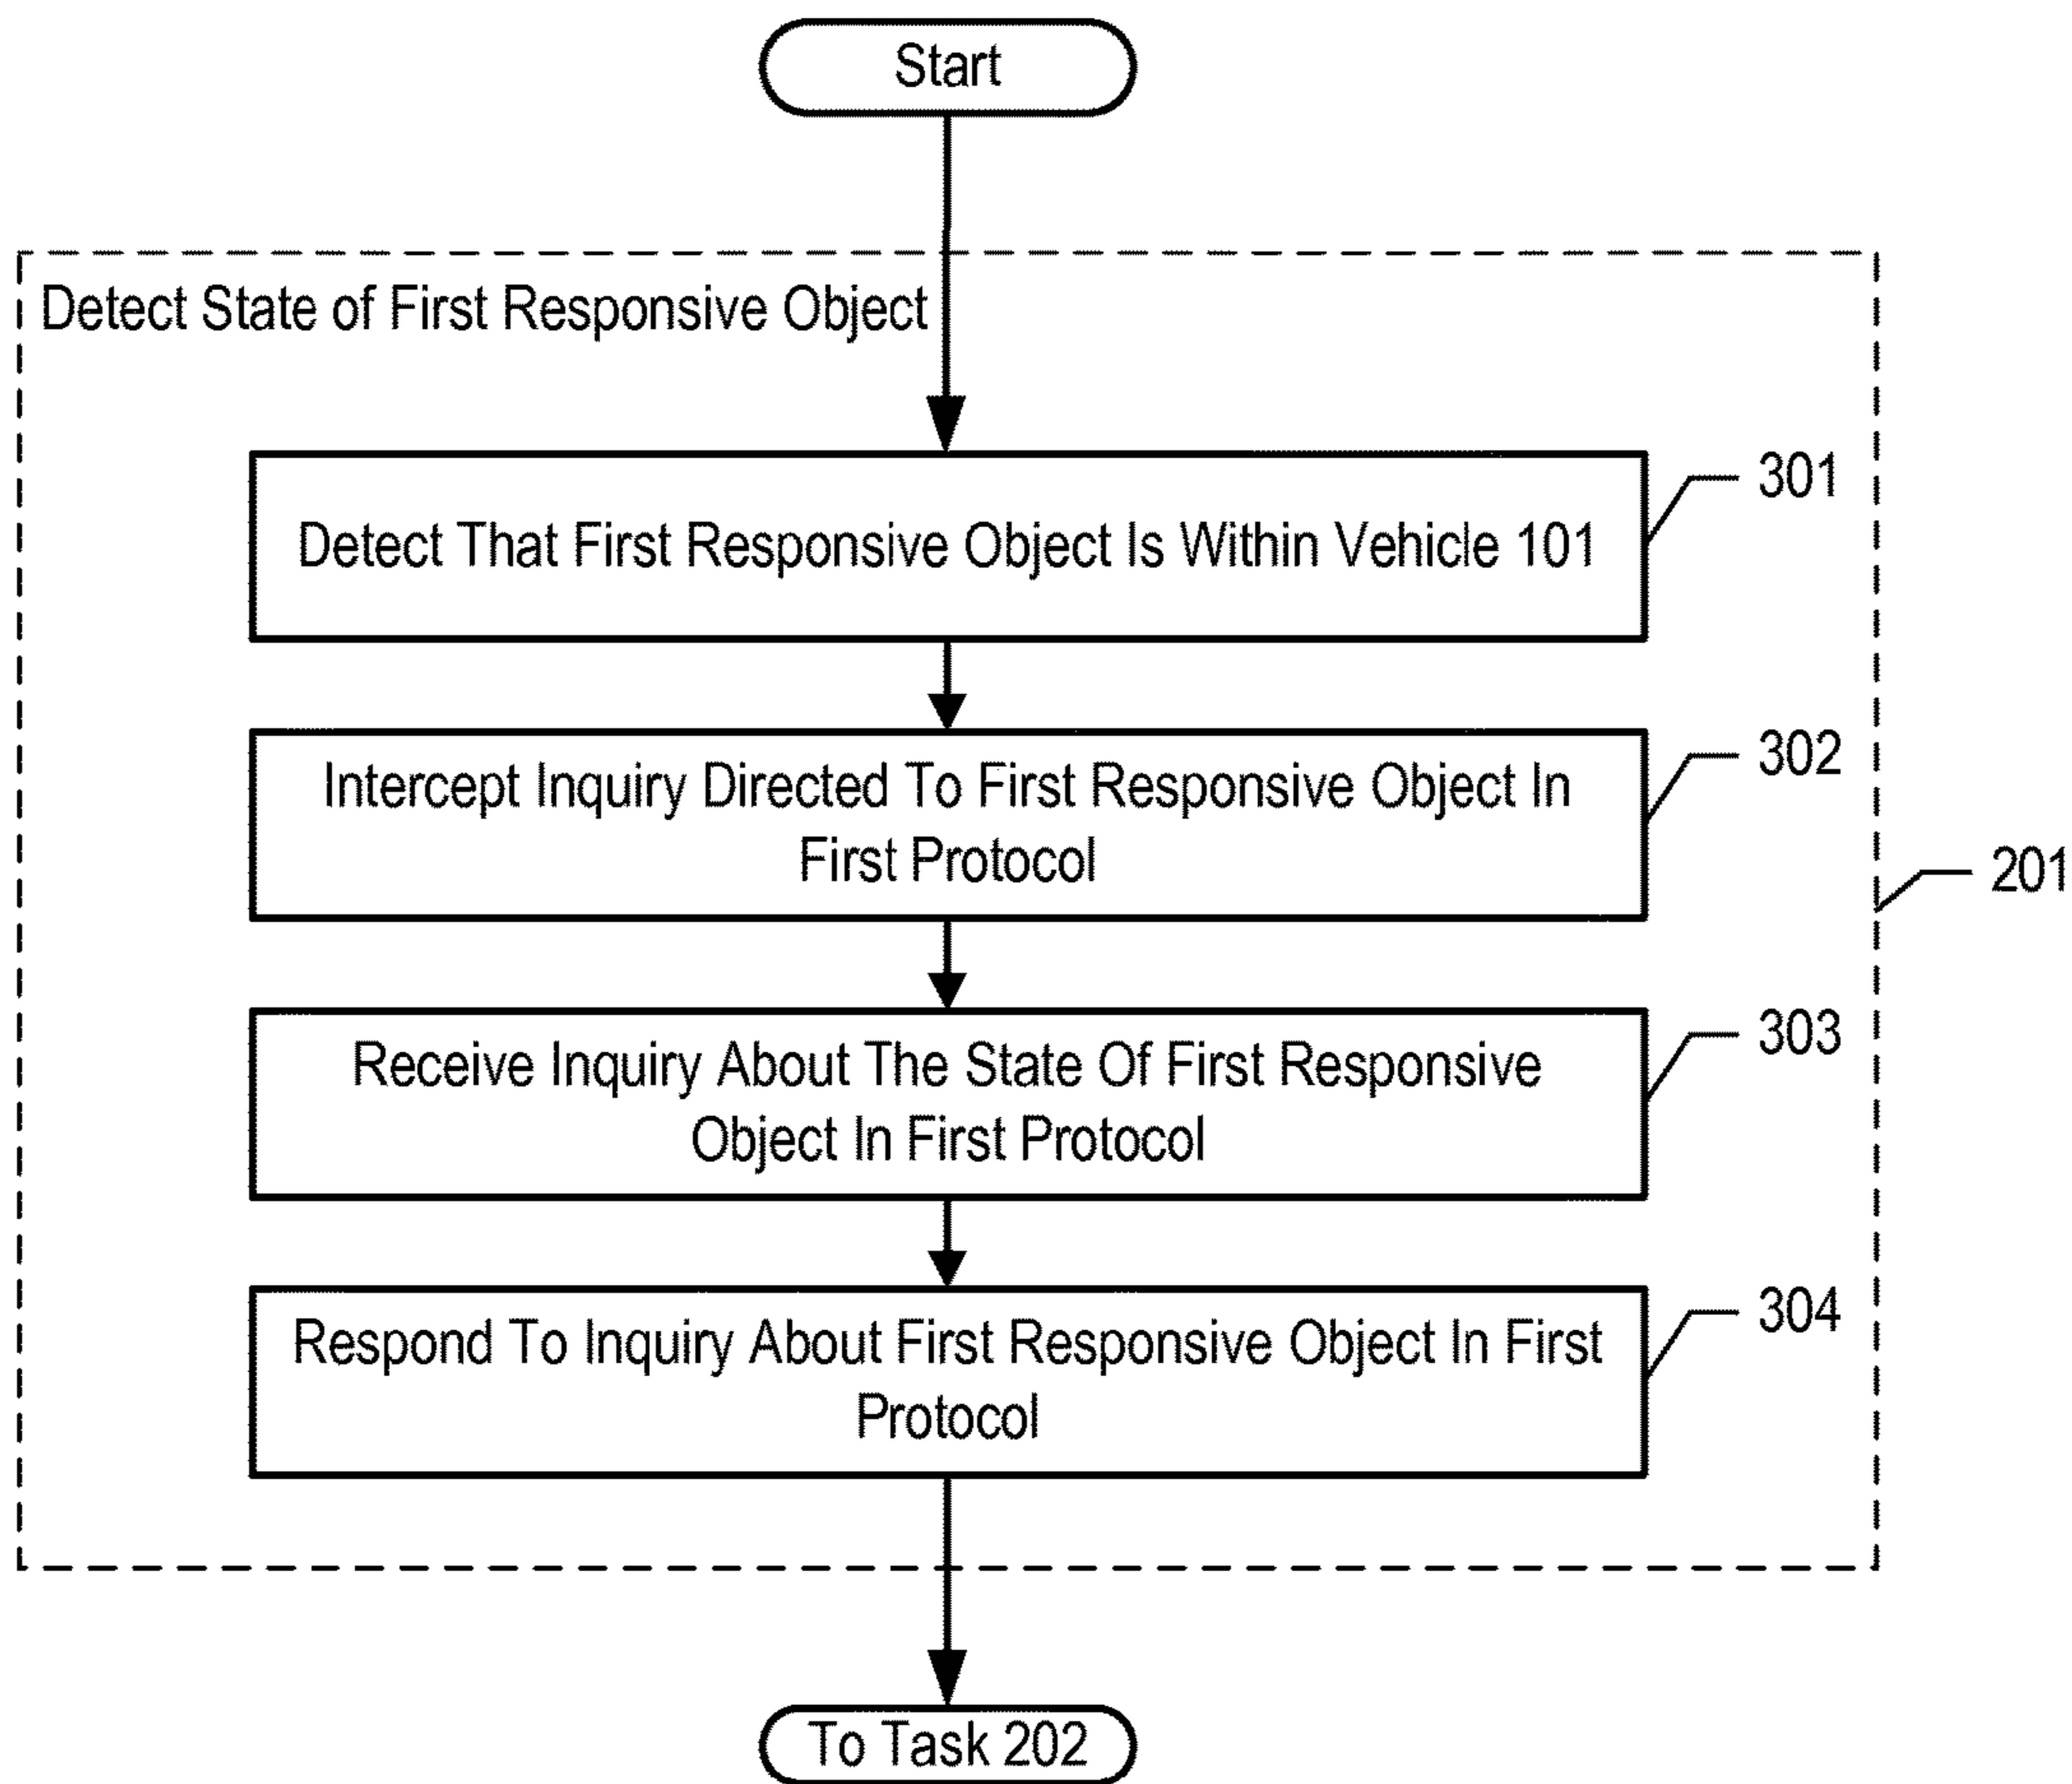 Start
Detect State of First Responsive Object
301
Detect That First Responsive Object Is Within Vehicle 101
302
Intercept Inquiry Directed To First Responsive Object In
First Protocol
201
303
Receive Inquiry About The State Of First Responsive
Object In First Protocol
304
Respond To Inquiry About First Responsive Object In First
Protocol
To Task 202